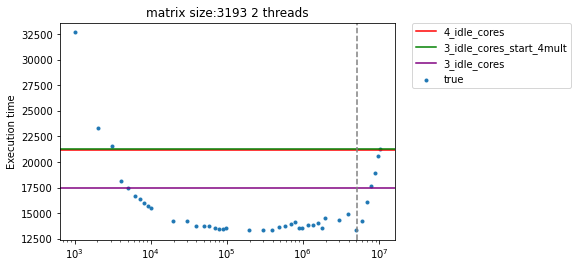 matrix size:3193 2 threads
Execution time
32500
30000
27500
25000
22500
20000
17500
15000
12500
10³
10⁴
10⁵
10⁶
10⁷
4_idle_cores
3_idle_cores_start_4mult
3_idle_cores
true